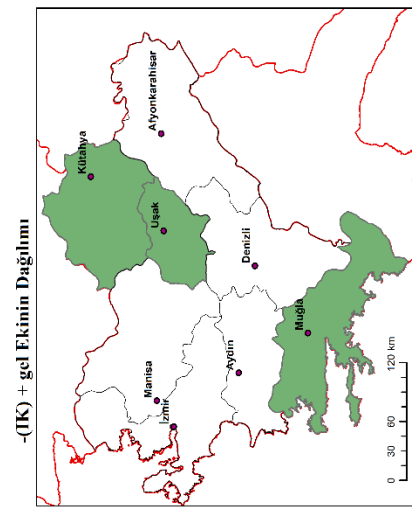 -(IK) + gel Ekinin Dağılımı
Kütahya
Afyonkarahisar
Uşak
Manisa
İzmir
Denizli
Aydın
Muğla
0 30 60 120 km